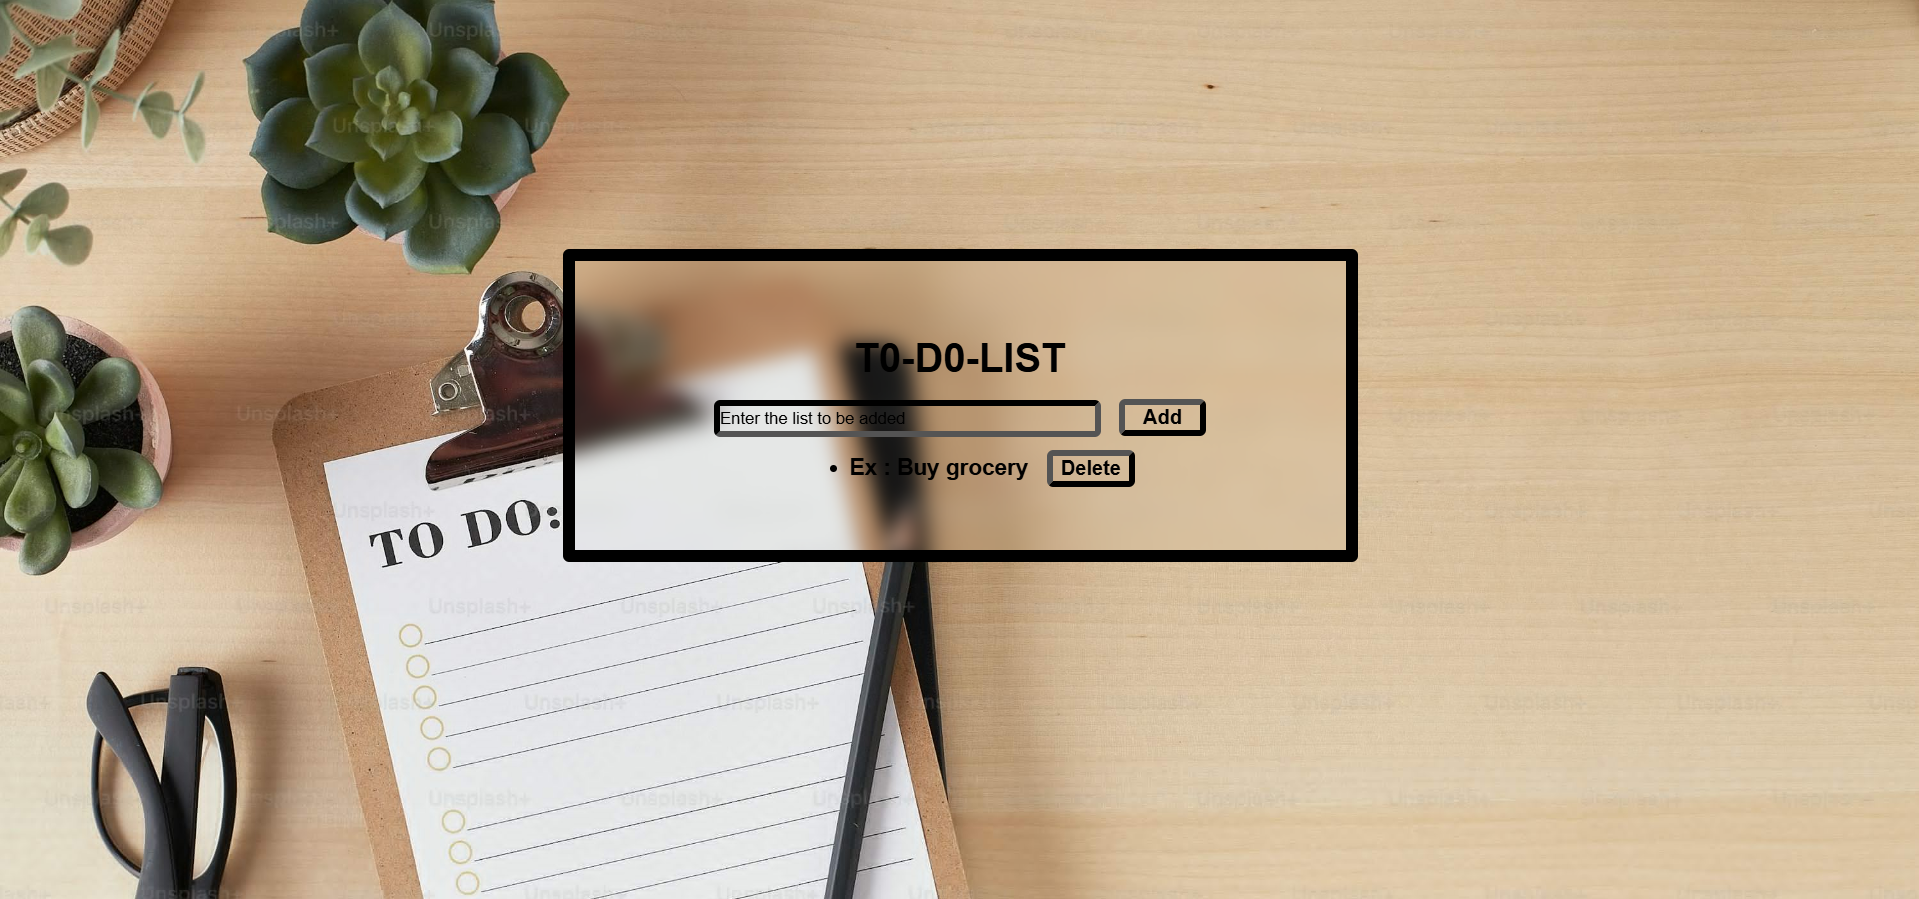 T0-D0-LIST
Enter the list to be added
Add
Ex : Buy grocery
Delete
TO DO:
Unsplash+